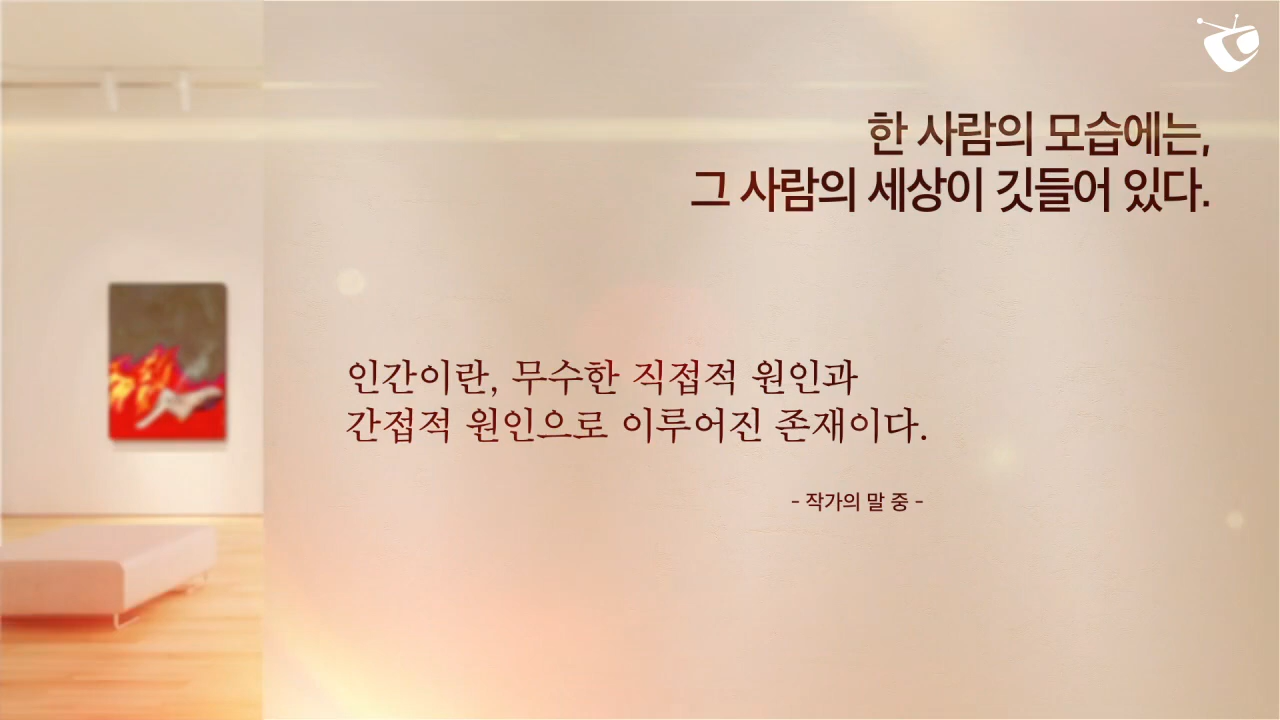 한 사람의 모습에는,
그 사람의 세상이 깃들어 있다.
인간이란, 무수한 직접적 원인과
간접적 원인으로 이루어진 존재이다.
- 작가의 말 중 -